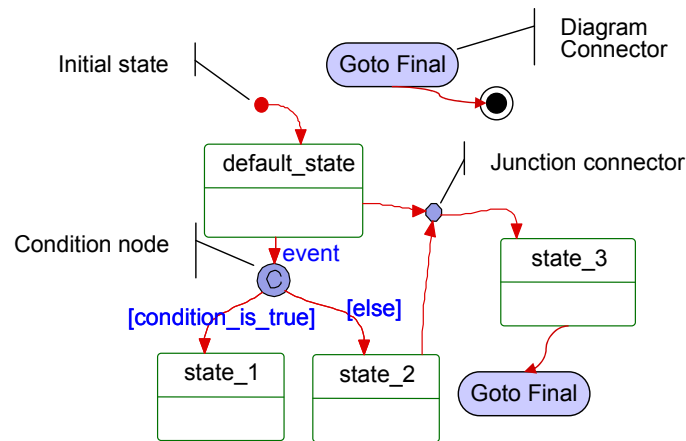 Diagram
Connector
Initial state
Goto Final
default_state
Junction connector
Condition node
event
C
state_3
[condition_is_true]
[else]
state_1
state_2
Goto Final